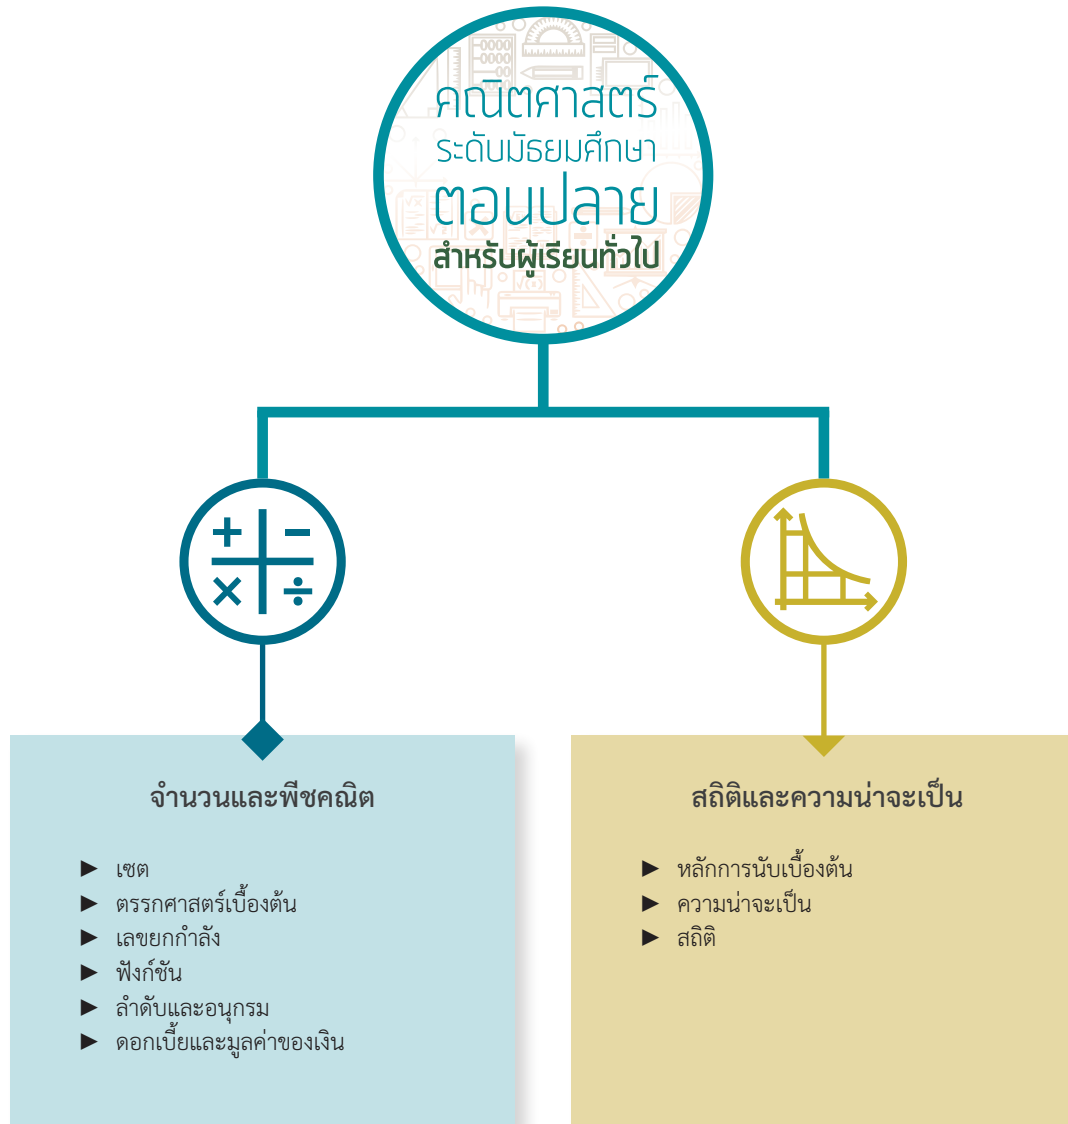 คณิตศาสตร์
ระดับมัธยมศึกษา
ตอนปลาย
สำหรับผู้เรียนทั่วไป
จำนวนและพีชคณิต
► เซต
► ตรรกศาสตร์เบื้องต้น
► เลขยกกำลัง
► ฟังก์ชัน
► ลำดับและอนุกรม
► ดอกเบี้ยและมูลค่าของเงิน
สถิติและความน่าจะเป็น
► หลักการนับเบื้องต้น
► ความน่าจะเป็น
► สถิติ